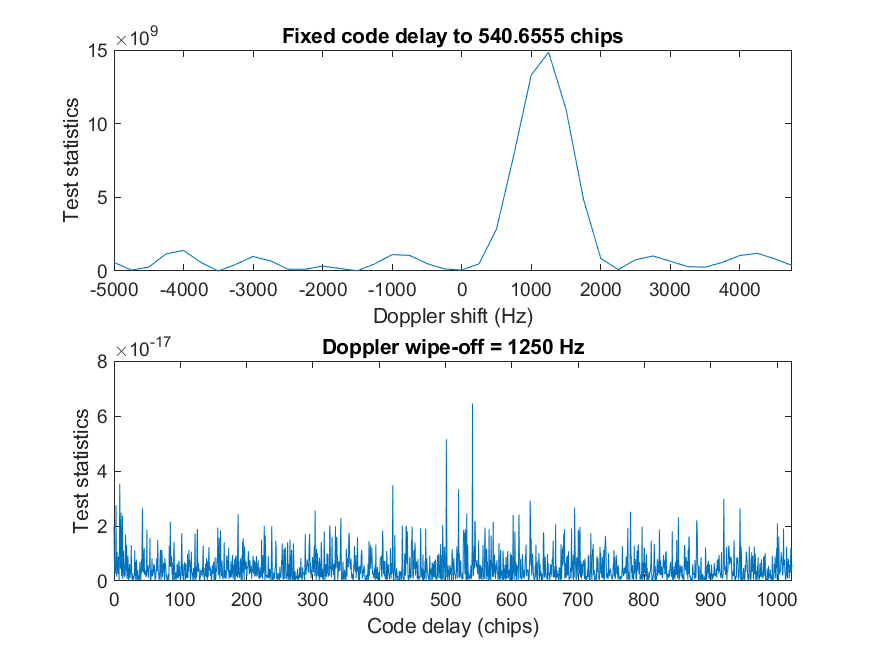 ×10⁹
Fixed code delay to 540.6555 chips
15
10
5
0
Test statistics
-5000 -4000 -3000 -2000 -1000 0 1000 2000 3000 4000
Doppler shift (Hz)
×10⁻¹⁷
Doppler wipe-off = 1250 Hz
8
6
4
2
0
Test statistics
0 100 200 300 400 500 600 700 800 900 1000
Code delay (chips)